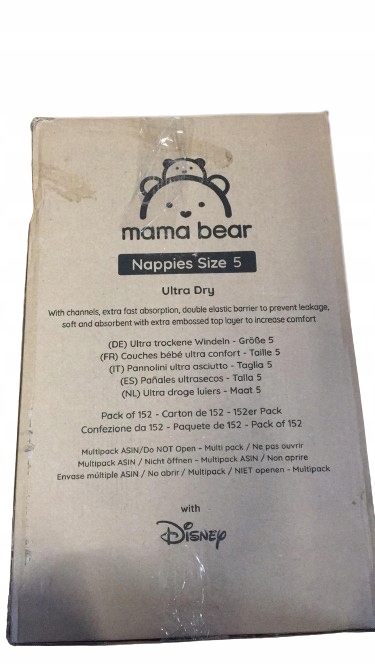 mama bear
Nappies Size 5
Ultra Dry
With channels, extra fast absorption, double elastic barrier to prevent leakage,
soft and absorbent with extra embossed top layer to increase comfort
(DE) Ultra trockene Windeln - Größe 5
(FR) Couches bébé ultra confort - Taille 5
(IT) Pannolini ultra asciutto - Taglia 5
(ES) Pañales ultrasecos - Talla 5
(NL) Ultra droge luiers - Maat 5
Pack of 152 - Carton de 152 - 152er Pack
Confezione da 152 - Paquete de 152 - Pack of 152
Multipack ASIN/Do NOT Open - Multi pack / Ne pas ouvrir
Multipack ASIN / Nicht öffnen - Multipack ASIN / Non aprire
Envase múltiple ASIN / No abrir / Multipack / NIET openen - Multipack
with
Disney